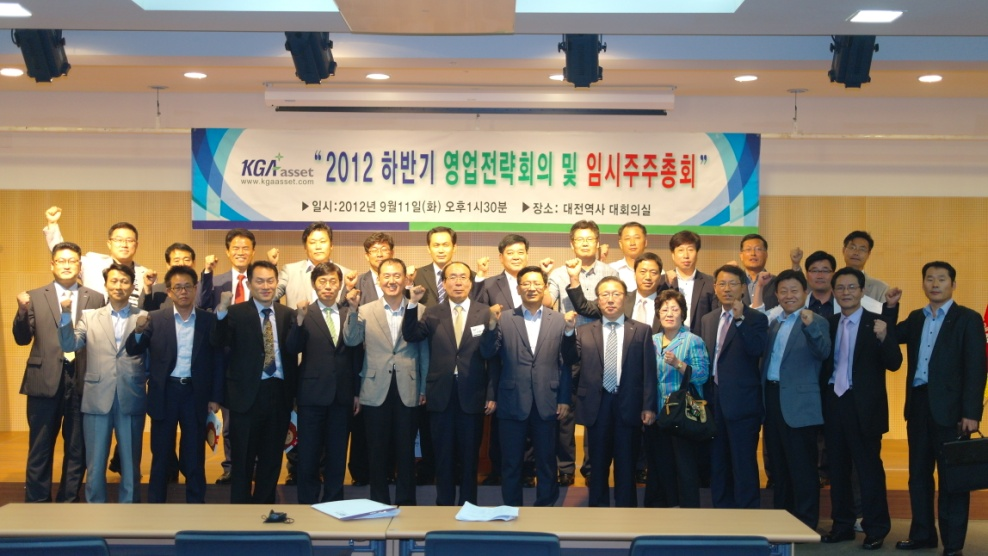 KGA asset
www.kgaasset.com
“2012 하반기 영업전략회의 및 임시주주총회”
▶일시:2012년 9월11일(화) 오후1시30분 ▶장소: 대전역사 대회의실